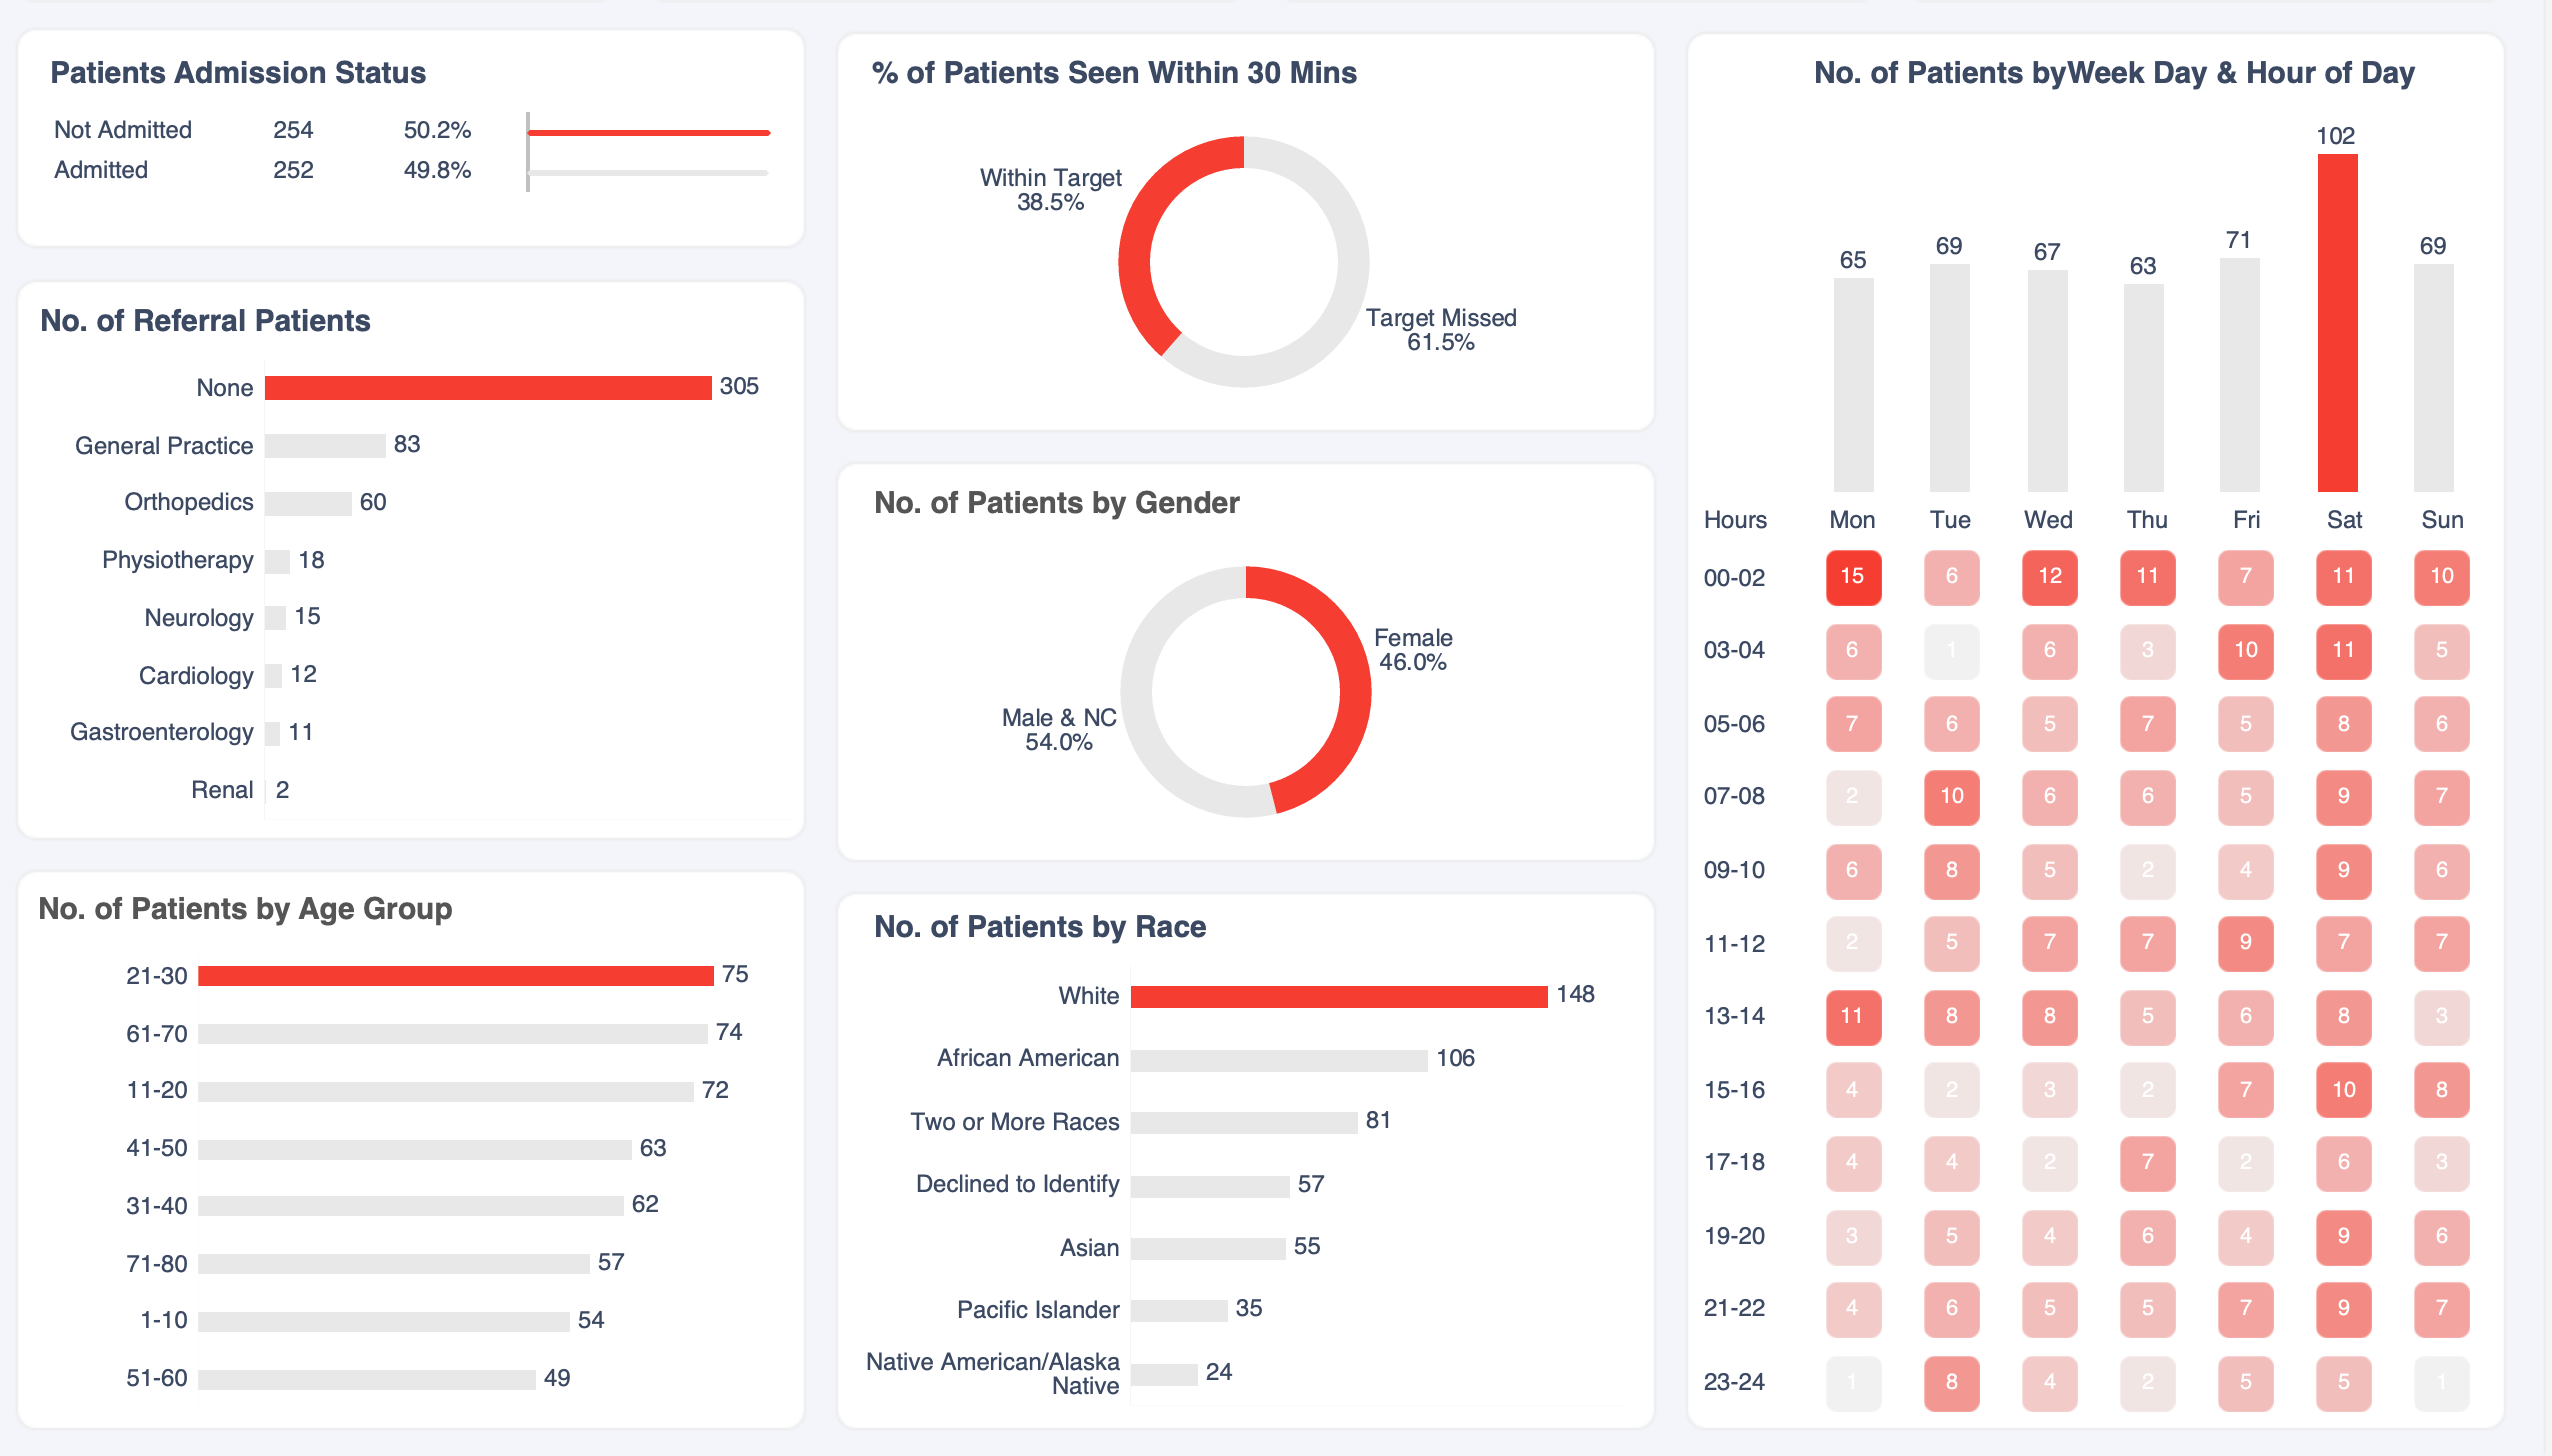 Patients Admission Status
Not Admitted 254 50.2%
Admitted 252 49.8%
No. of Referral Patients
None 305
General Practice 83
Orthopedics 60
Physiotherapy 18
Neurology 15
Cardiology 12
Gastroenterology 11
Renal 2
No. of Patients by Age Group
21-30 75
61-70 74
11-20 72
41-50 63
31-40 62
71-80 57
1-10 54
51-60 49
% of Patients Seen Within 30 Mins
Within Target
38.5%
Target Missed
61.5%
No. of Patients by Gender
Female
46.0%
Male & NC
54.0%
No. of Patients by Race
White 148
African American 106
Two or More Races 81
Declined to Identify 57
Asian 55
Pacific Islander 35
Native American/Alaska
Native 24
No. of Patients byWeek Day & Hour of Day
65 69 67 63 71 102 69
Hours Mon Tue Wed Thu Fri Sat Sun
00-02 15 6 12 11 7 11 10
03-04 6 1 6 3 10 11 5
05-06 7 6 5 7 5 8 6
07-08 2 10 6 6 5 9 7
09-10 6 8 5 2 4 9 6
11-12 2 5 7 7 9 7 7
13-14 11 8 8 5 6 8 3
15-16 4 2 3 2 7 10 8
17-18 4 4 2 7 2 6 3
19-20 3 5 4 6 4 9 6
21-22 4 6 5 5 7 9 7
23-24 1 8 4 2 5 5 1